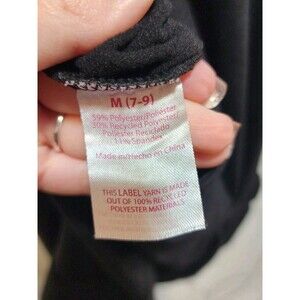 M (7-9)
59% Polyester/Poliéster
30% Recycled Polyester/
Poliester Reciclado
11% Spandex
Made in/Hecho en China
THIS LABEL YARN IS MADE
OUT OF 100% RECYCLED
POLYESTER MATERIALS